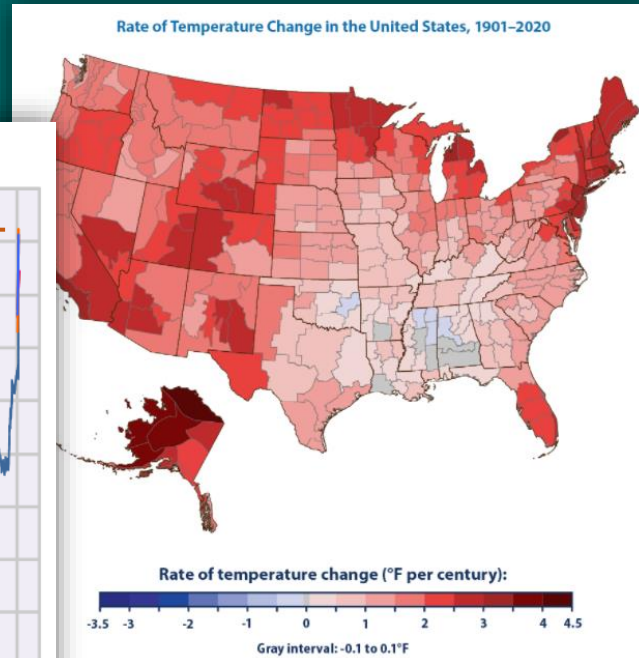 Rate of Temperature Change in the United States, 1901–2020
Rate of temperature change (°F per century):
-3.5 -3 -2 -1 0 1 2 3 4 4.5
Gray interval: -0.1 to 0.1°F